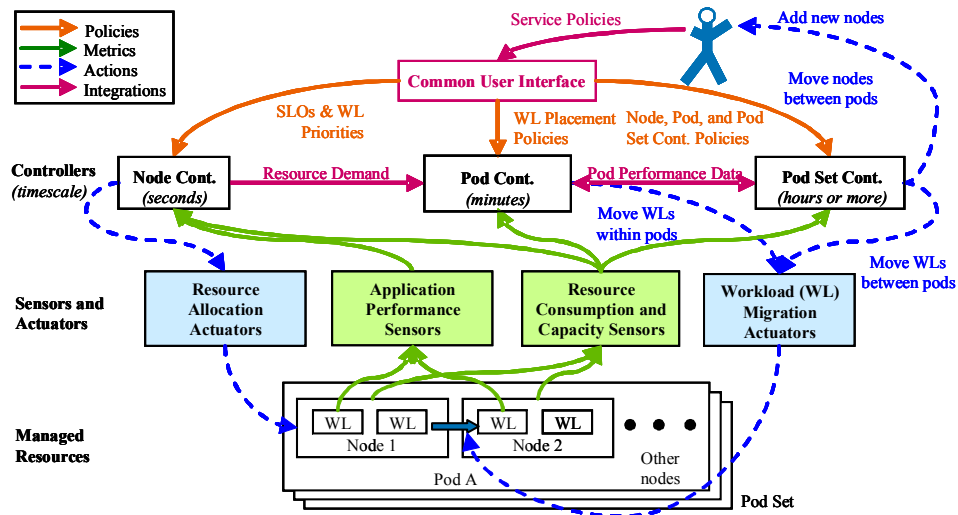 Policies
Metrics
Actions
Integrations
Service Policies
Add new nodes
Common User Interface
Move nodes
between pods
SLOs & WL
Priorities
WL Placement
Policies
Node, Pod, and Pod
Set Cont. Policies
Controllers
(timescale)
Node Cont.
(seconds)
Resource Demand
Pod Cont.
(minutes)
Pod Performance Data
Pod Set Cont.
(hours or more)
Move WLs
within pods
Move WLs
between pods
Sensors and
Actuators
Resource
Allocation
Actuators
Application
Performance
Sensors
Resource
Consumption and
Capacity Sensors
Workload (WL)
Migration
Actuators
Managed
Resources
WL
WL
Node 1
WL
WL
Node 2
Other
nodes
Pod A
Pod Set